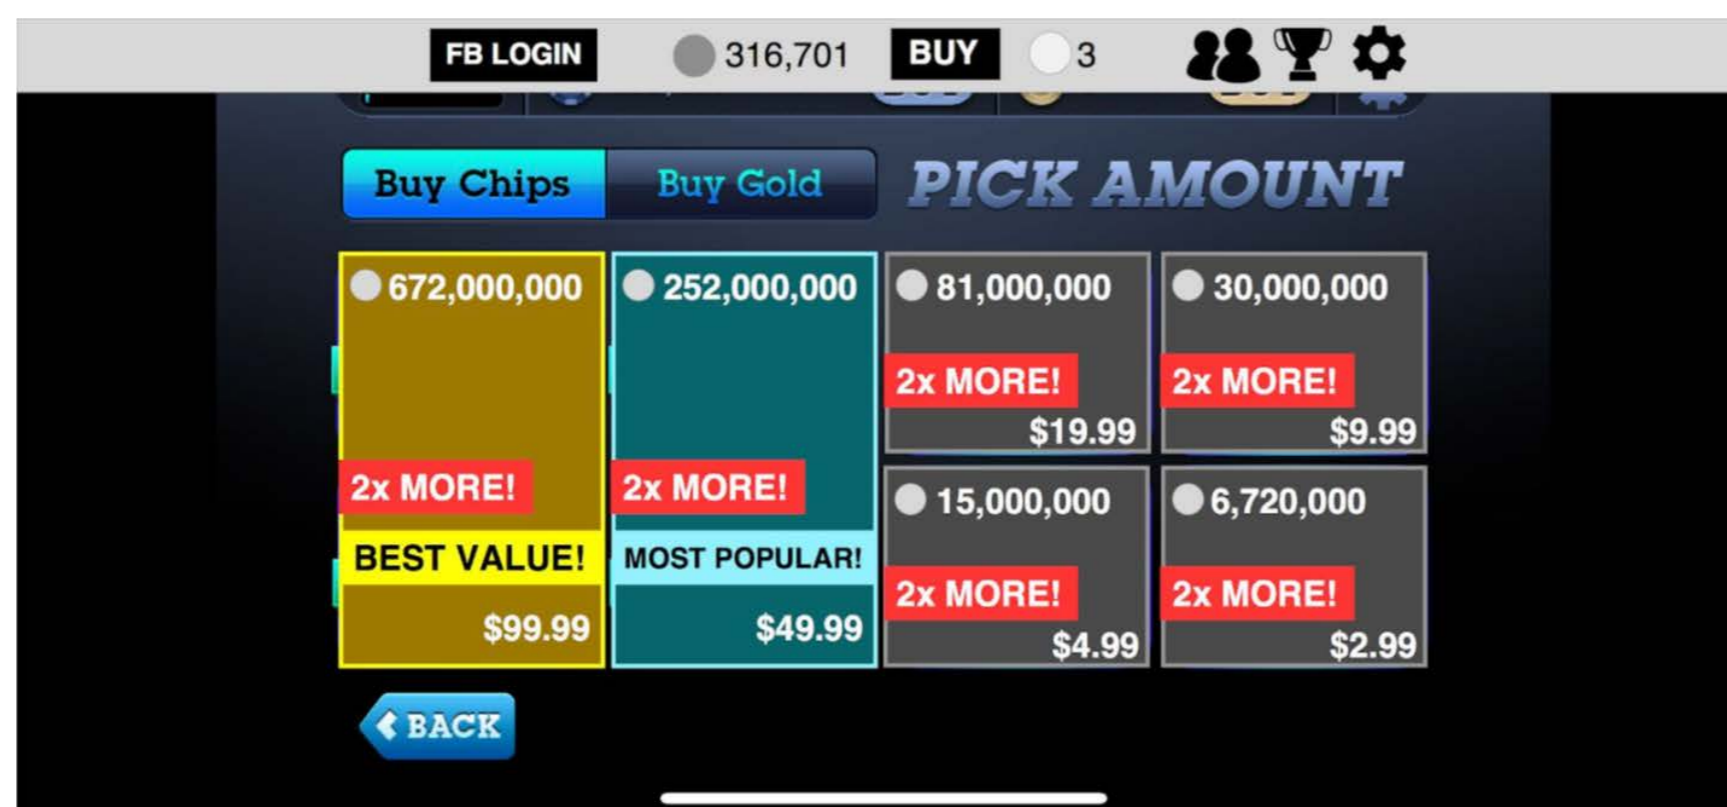 FB LOGIN 316,701 BUY 3
Buy Chips Buy Gold PICK AMOUNT
672,000,000
2x MORE!
BEST VALUE!
$99.99
252,000,000
2x MORE!
MOST POPULAR!
$49.99
81,000,000
2x MORE!
$19.99
30,000,000
2x MORE!
$9.99
15,000,000
2x MORE!
$4.99
6,720,000
2x MORE!
$2.99
BACK